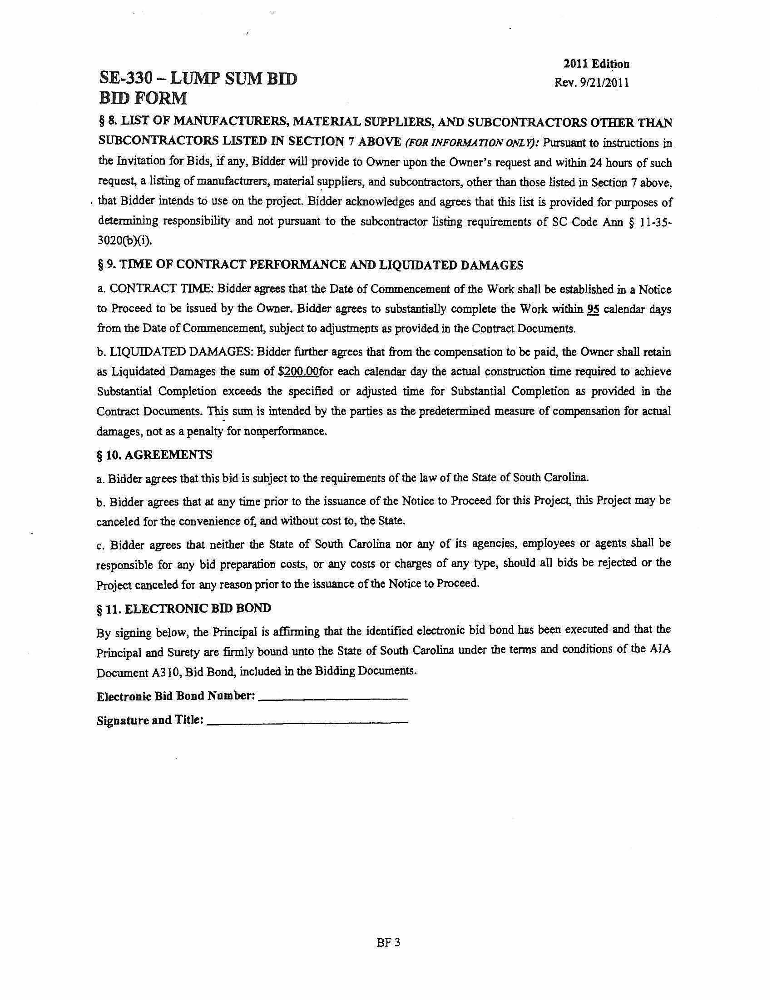 2011 Edition
SE-330 – LUMP SUM BID
Rev. 9/21/2011
BID FORM
§ 8. LIST OF MANUFACTURERS, MATERIAL SUPPLIERS, AND SUBCONTRACTORS OTHER THAN
SUBCONTRACTORS LISTED IN SECTION 7 ABOVE (FOR INFORMATION ONLY): Pursuant to instructions in
the Invitation for Bids, if any, Bidder will provide to Owner upon the Owner's request and within 24 hours of such
request, a listing of manufacturers, material suppliers, and subcontractors, other than those listed in Section 7 above,
that Bidder intends to use on the project. Bidder acknowledges and agrees that this list is provided for purposes of
determining responsibility and not pursuant to the subcontractor listing requirements of SC Code Ann § 11-35-
3020(b)(i).
§ 9. TIME OF CONTRACT PERFORMANCE AND LIQUIDATED DAMAGES
a. CONTRACT TIME: Bidder agrees that the Date of Commencement of the Work shall be established in a Notice
to Proceed to be issued by the Owner. Bidder agrees to substantially complete the Work within 95 calendar days
from the Date of Commencement, subject to adjustments as provided in the Contract Documents.
b. LIQUIDATED DAMAGES: Bidder further agrees that from the compensation to be paid, the Owner shall retain
as Liquidated Damages the sum of $200.00for each calendar day the actual construction time required to achieve
Substantial Completion exceeds the specified or adjusted time for Substantial Completion as provided in the
Contract Documents. This sum is intended by the parties as the predetermined measure of compensation for actual
damages, not as a penalty for nonperformance.
§ 10. AGREEMENTS
a. Bidder agrees that this bid is subject to the requirements of the law of the State of South Carolina.
b. Bidder agrees that at any time prior to the issuance of the Notice to Proceed for this Project, this Project may be
canceled for the convenience of, and without cost to, the State.
c. Bidder agrees that neither the State of South Carolina nor any of its agencies, employees or agents shall be
responsible for any bid preparation costs, or any costs or charges of any type, should all bids be rejected or the
Project canceled for any reason prior to the issuance of the Notice to Proceed.
§ 11. ELECTRONIC BID BOND
By signing below, the Principal is affirming that the identified electronic bid bond has been executed and that the
Principal and Surety are firmly bound unto the State of South Carolina under the terms and conditions of the AIA
Document A310, Bid Bond, included in the Bidding Documents.
Electronic Bid Bond Number:
Signature and Title:
BF 3